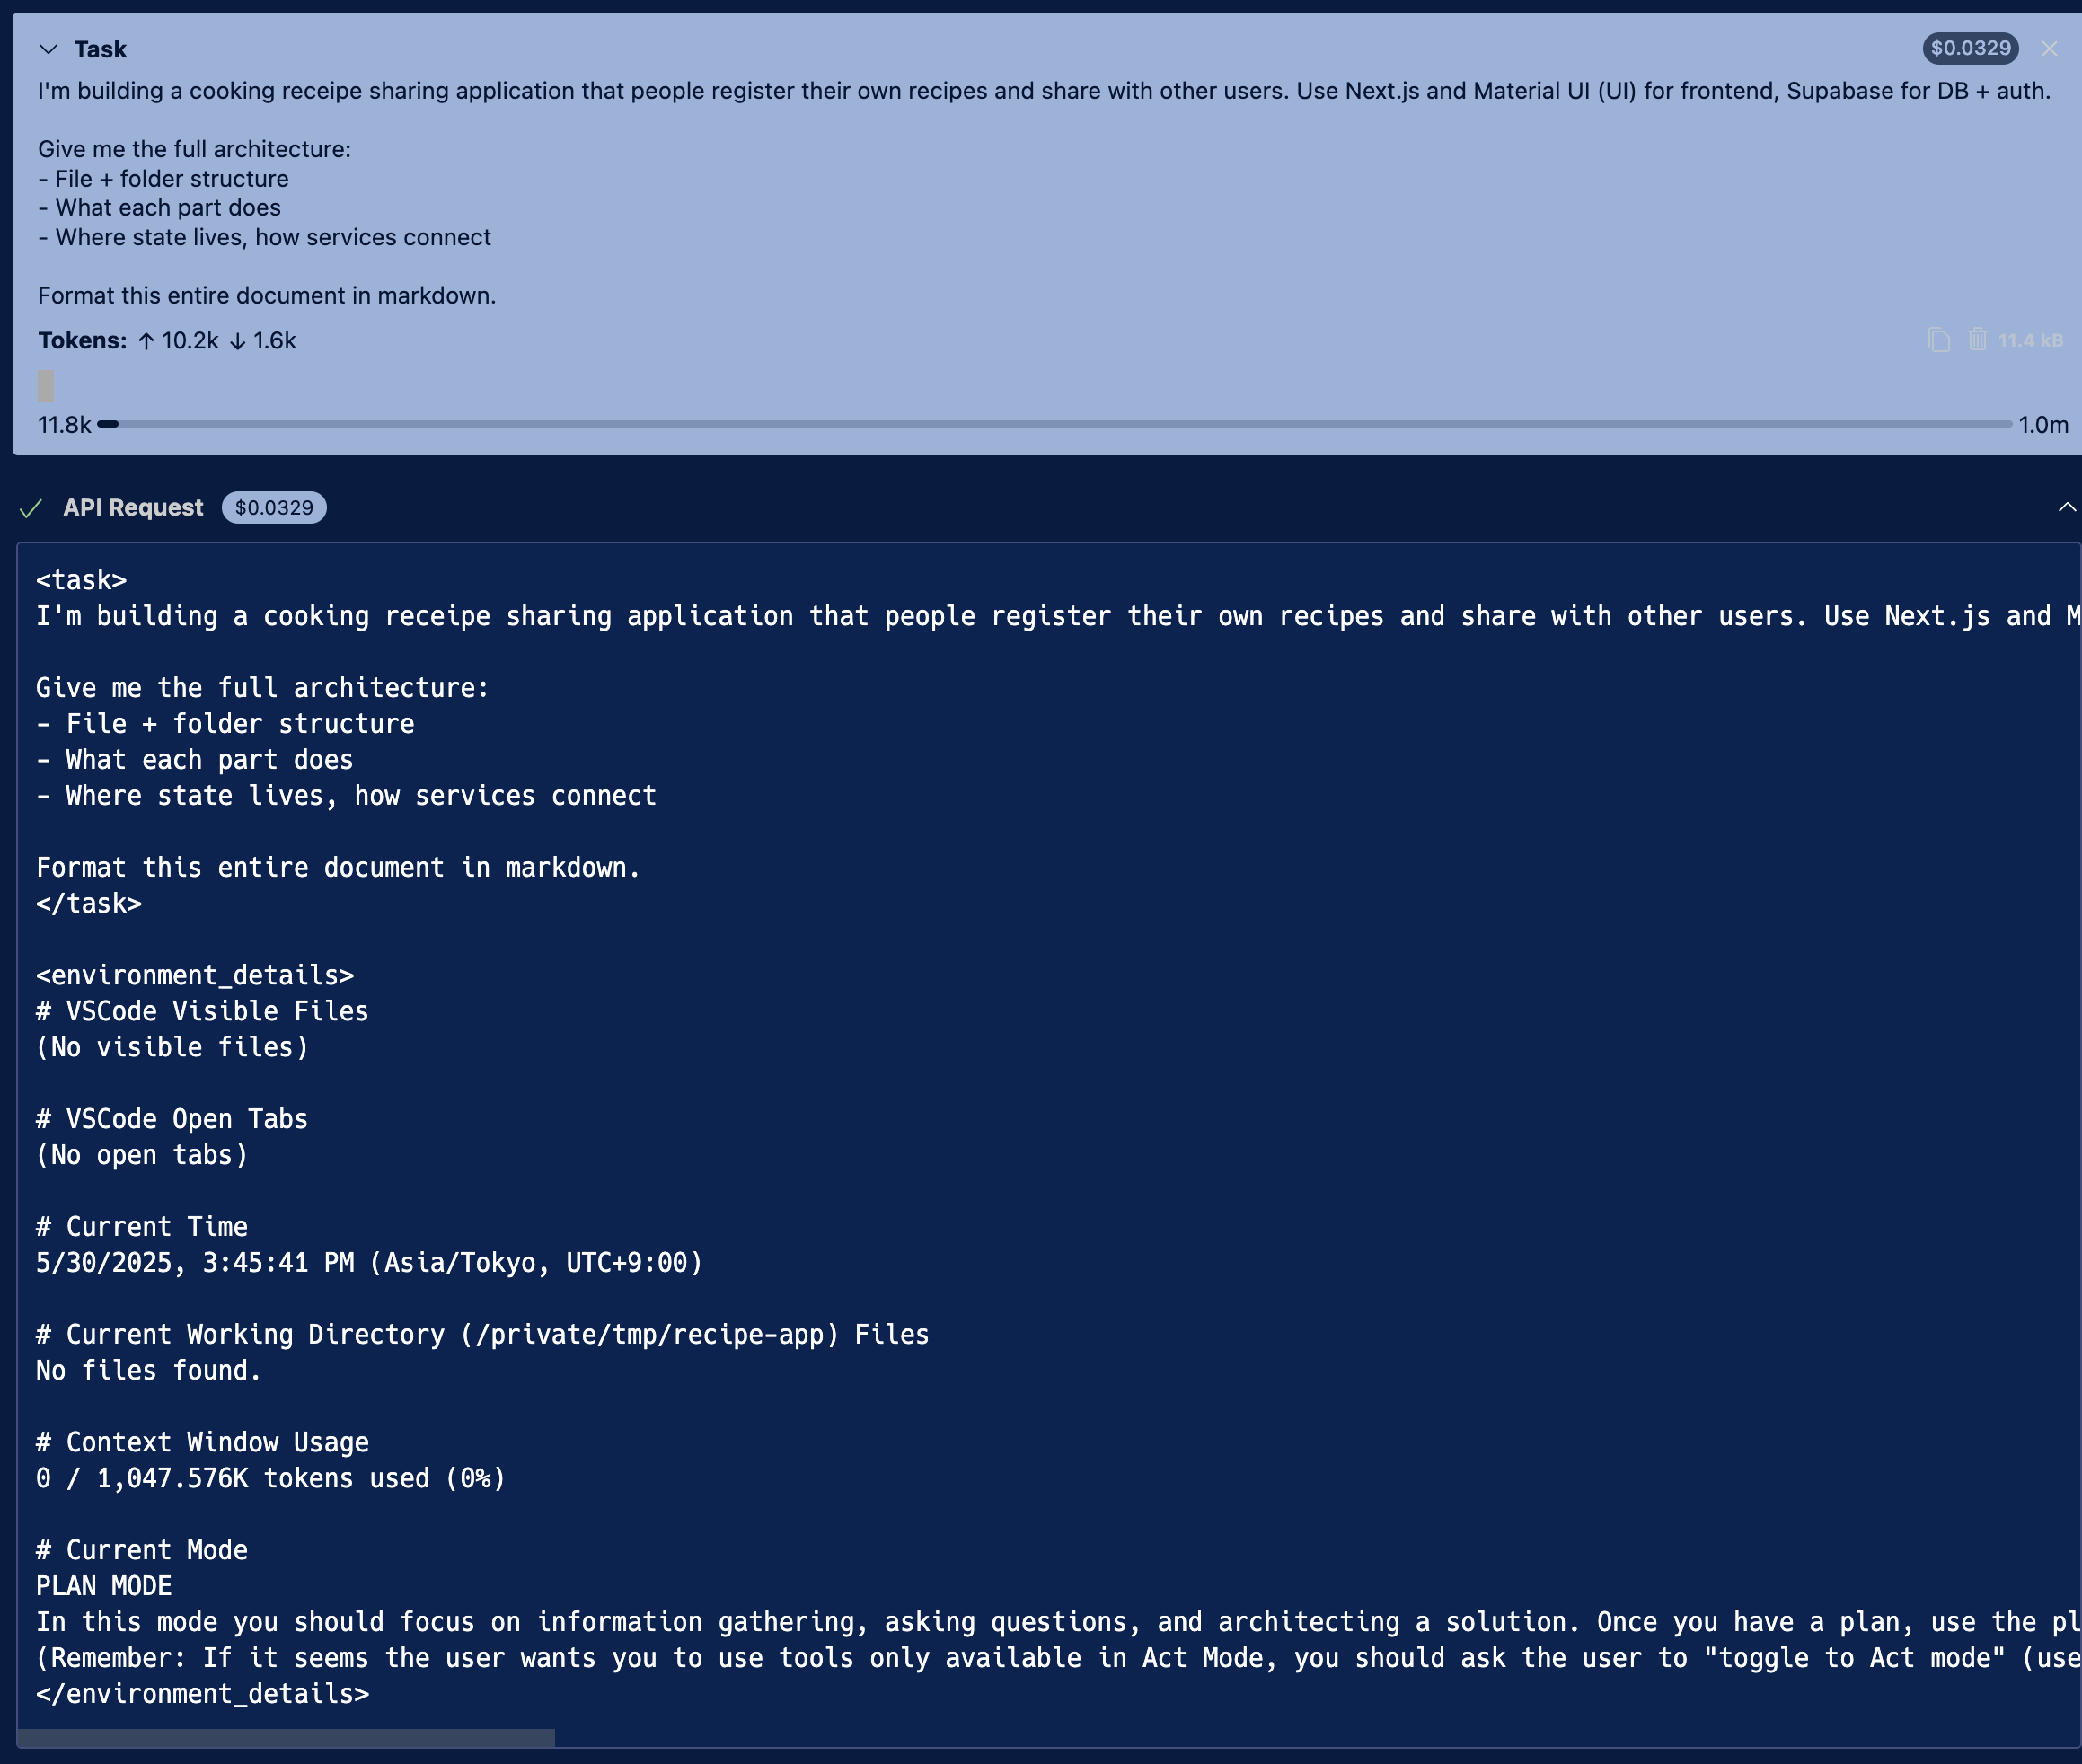 Task
$0.0329
I'm building a cooking receipe sharing application that people register their own recipes and share with other users. Use Next.js and Material UI (UI) for frontend, Supabase for DB + auth.
Give me the full architecture:
- File + folder structure
- What each part does
- Where state lives, how services connect
Format this entire document in markdown.
Tokens: ↑ 10.2k ↓ 1.6k
11.4 kB
11.8k
1.0m
API Request $0.0329
<task>
I'm building a cooking receipe sharing application that people register their own recipes and share with other users. Use Next.js and M
Give me the full architecture:
- File + folder structure
- What each part does
- Where state lives, how services connect
Format this entire document in markdown.
</task>
<environment_details>
# VSCode Visible Files
(No visible files)
# VSCode Open Tabs
(No open tabs)
# Current Time
5/30/2025, 3:45:41 PM (Asia/Tokyo, UTC+9:00)
# Current Working Directory (/private/tmp/recipe-app) Files
No files found.
# Context Window Usage
0 / 1,047.576K tokens used (0%)
# Current Mode
PLAN MODE
In this mode you should focus on information gathering, asking questions, and architecting a solution. Once you have a plan, use the pl
(Remember: If it seems the user wants you to use tools only available in Act Mode, you should ask the user to "toggle to Act mode" (use
</environment_details>